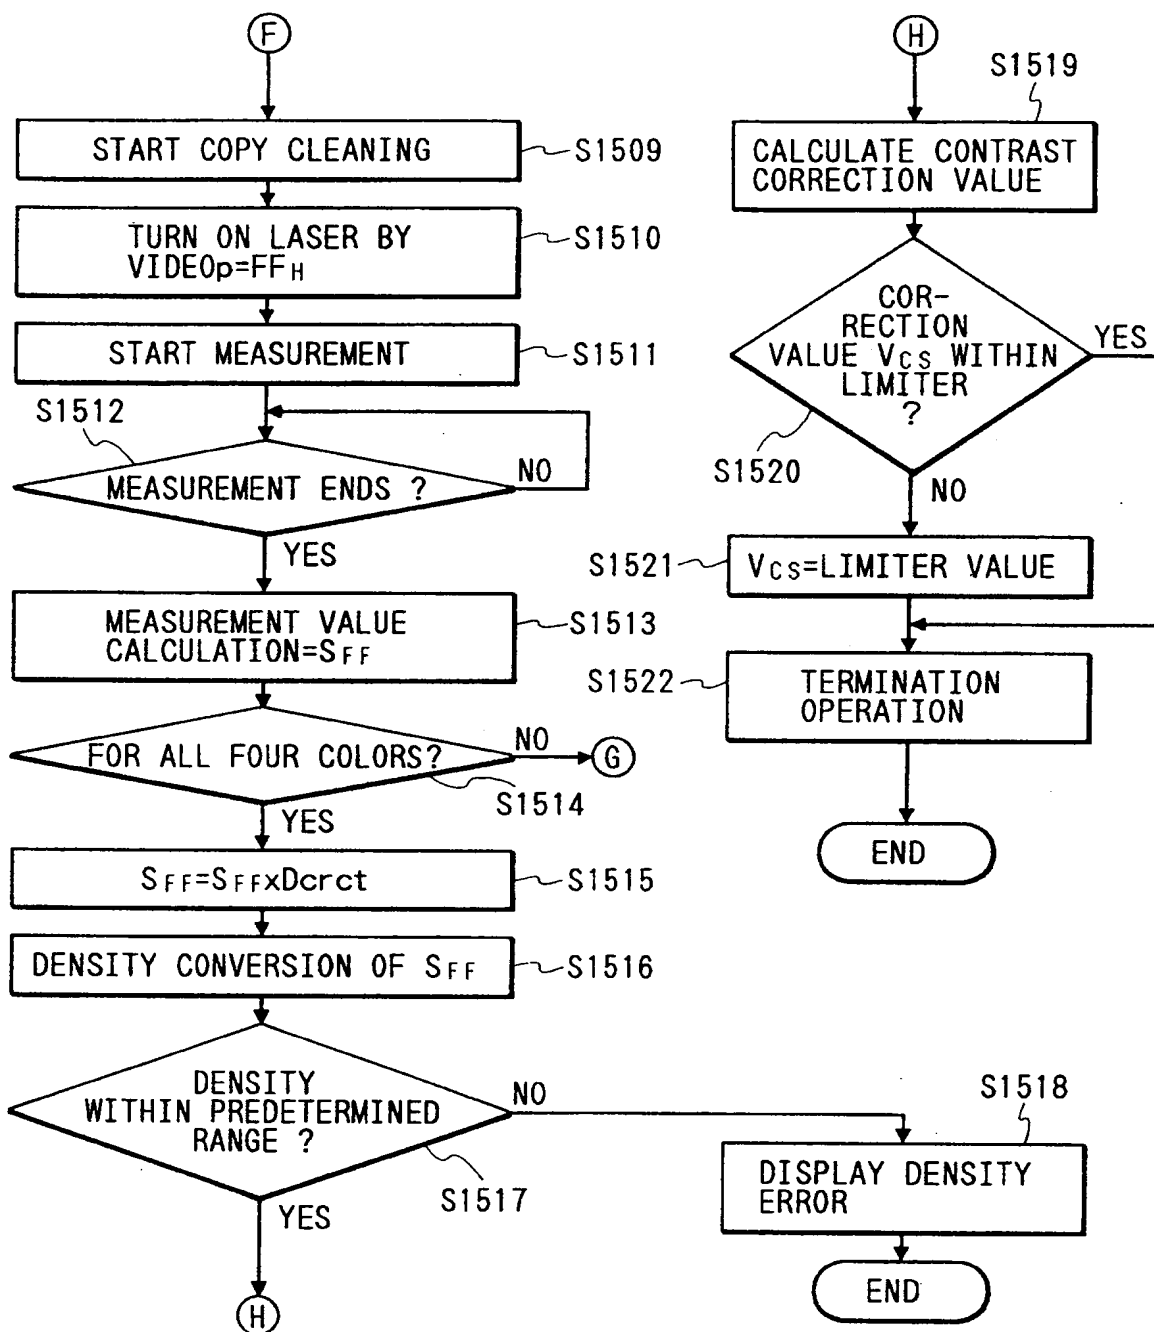 F
START COPY CLEANING
S1509
TURN ON LASER BY
VIDEOp=FFH
S1510
START MEASUREMENT
S1511
S1512
MEASUREMENT ENDS ?
NO
YES
MEASUREMENT VALUE
CALCULATION=SFF
S1513
FOR ALL FOUR COLORS?
NO
G
S1514
YES
SFF=SFFxDcrct
S1515
DENSITY CONVERSION OF SFF
S1516
DENSITY
WITHIN PREDETERMINED
RANGE ?
NO
S1517
YES
H
S1518
DISPLAY DENSITY
ERROR
END
H
S1519
CALCULATE CONTRAST
CORRECTION VALUE
COR-
RECTION
VALUE VCS WITHIN
LIMITER
?
YES
S1520
NO
S1521
VCS=LIMITER VALUE
S1522
TERMINATION
OPERATION
END